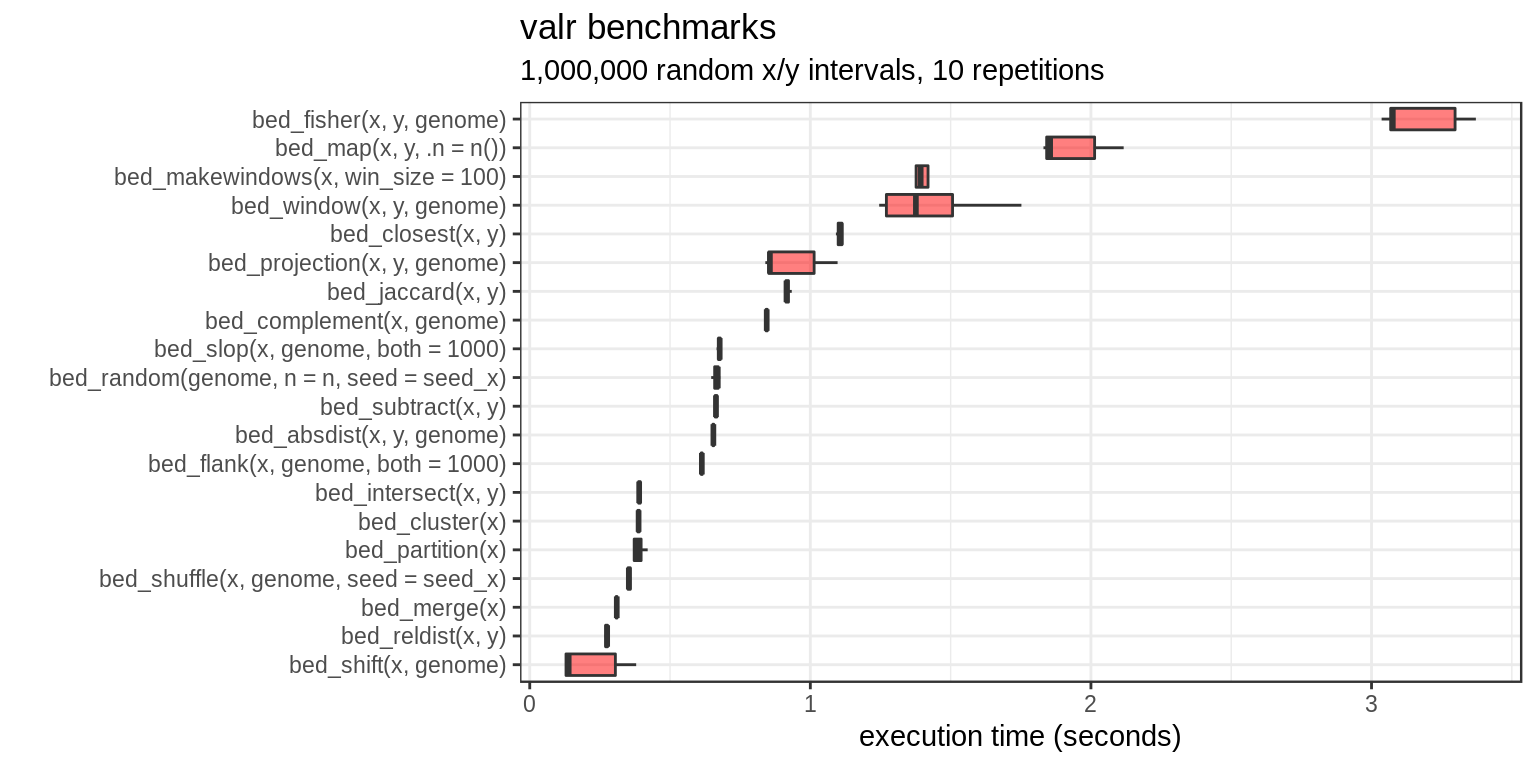 valr benchmarks
1,000,000 random x/y intervals, 10 repetitions
bed_fisher(x, y, genome)
bed_map(x, y, .n = n())
bed_makewindows(x, win_size = 100)
bed_window(x, y, genome)
bed_closest(x, y)
bed_projection(x, y, genome)
bed_jaccard(x, y)
bed_complement(x, genome)
bed_slop(x, genome, both = 1000)
bed_random(genome, n = n, seed = seed_x)
bed_subtract(x, y)
bed_absdist(x, y, genome)
bed_flank(x, genome, both = 1000)
bed_intersect(x, y)
bed_cluster(x)
bed_partition(x)
bed_shuffle(x, genome, seed = seed_x)
bed_merge(x)
bed_reldist(x, y)
bed_shift(x, genome)
0 1 2 3
execution time (seconds)